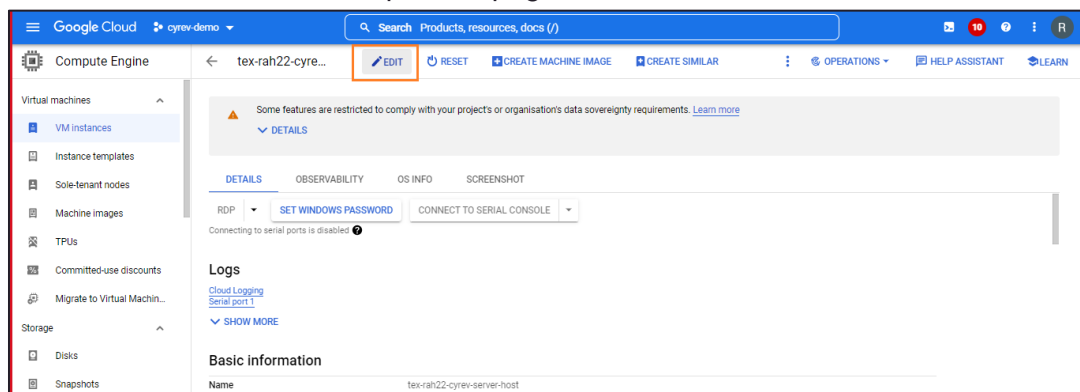 Google Cloud cyrev-demo Search Products, resources, docs (/) 10 R
Compute Engine tex-rah22-cyre... EDIT RESET CREATE MACHINE IMAGE CREATE SIMILAR OPERATIONS HELP ASSISTANT LEARN
Virtual machines
VM instances
Instance templates
Sole-tenant nodes
Machine images
TPUs
Committed-use discounts
Migrate to Virtual Machin...
Storage
Disks
Snapshots
Some features are restricted to comply with your project's or organisation's data sovereignty requirements. Learn more
DETAILS
DETAILS OBSERVABILITY OS INFO SCREENSHOT
RDP SET WINDOWS PASSWORD CONNECT TO SERIAL CONSOLE
Connecting to serial ports is disabled
Logs
Cloud Logging
Serial port 1
SHOW MORE
Basic information
Name tex-rah22-cyrev-server-host